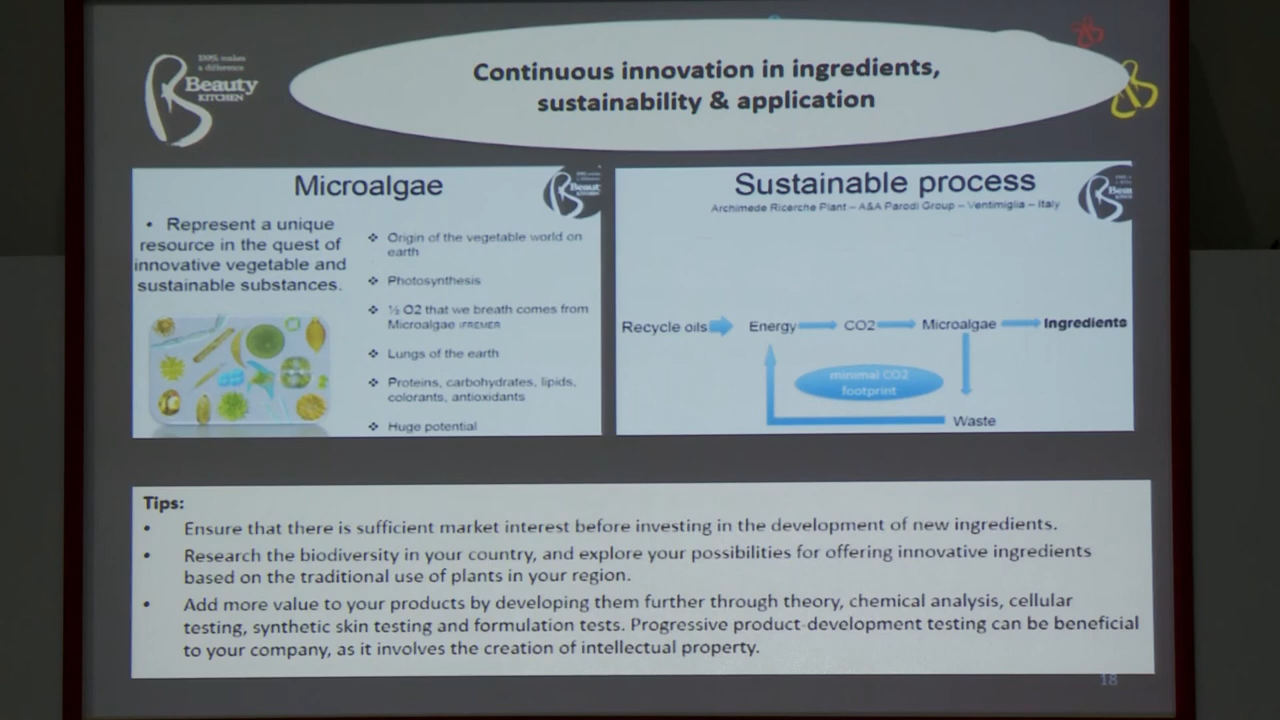 100% makes
a difference
Beauty
KITCHEN
Continuous innovation in ingredients,
sustainability & application
Microalgae
• Represent a unique
resource in the quest of
innovative vegetable and
sustainable substances.
❖ Origin of the vegetable world on
earth
❖ Photosynthesis
❖ ½ O2 that we breath comes from
Microalgae IFREMER
❖ Lungs of the earth
❖ Proteins, carbohydrates, lipids,
colorants, antioxidants
❖ Huge potential
Sustainable process
Archimede Ricerche Plant – A&A Parodi Group – Ventimiglia – Italy
Recycle oils Energy CO2 Microalgae Ingredients
minimal CO2
footprint
Waste
Tips:
• Ensure that there is sufficient market interest before investing in the development of new ingredients.
• Research the biodiversity in your country, and explore your possibilities for offering innovative ingredients
based on the traditional use of plants in your region.
• Add more value to your products by developing them further through theory, chemical analysis, cellular
testing, synthetic skin testing and formulation tests. Progressive product development testing can be beneficial
to your company, as it involves the creation of intellectual property.
18